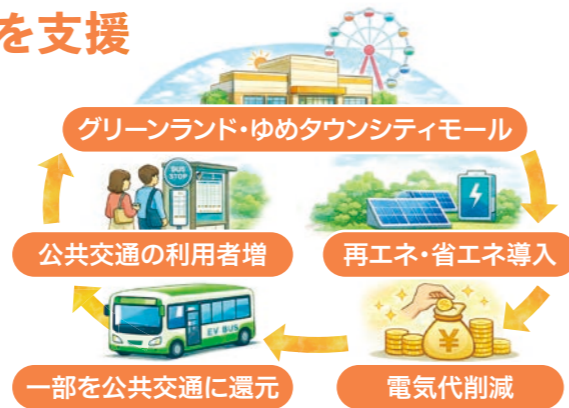 を支援
グリーンランド・ゆめタウンシティモール
BUS
STOP
公共交通の利用者増
再エネ・省エネ導入
EV BUS
¥
一部を公共交通に還元
電気代削減